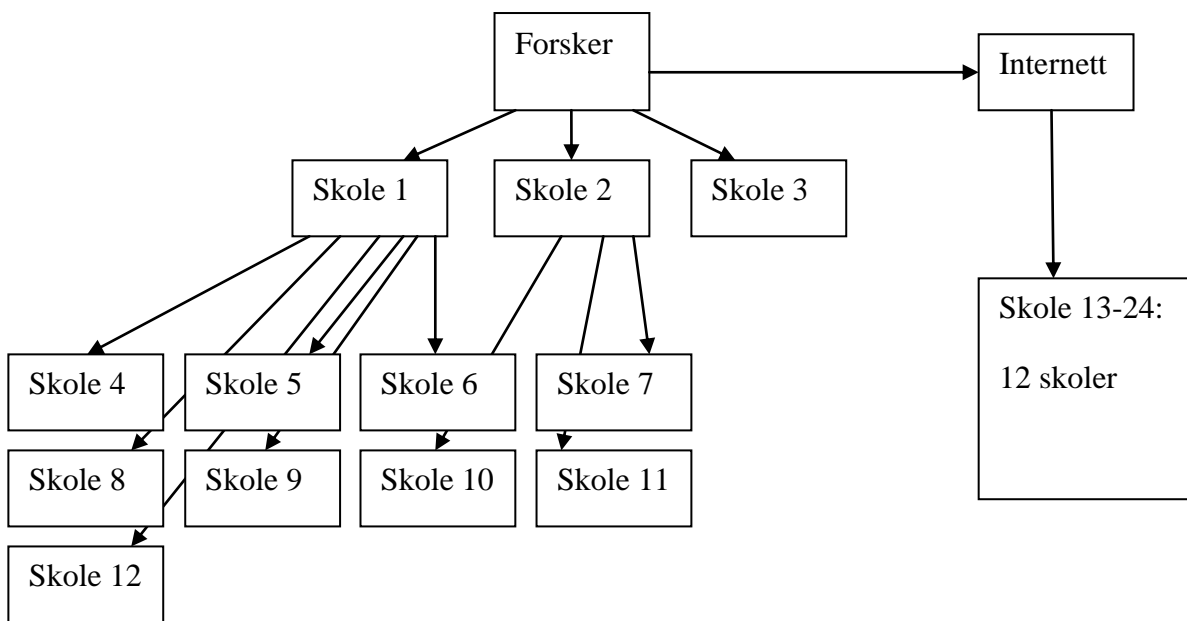 Forsker
Internett
Skole 1
Skole 2
Skole 3
Skole 13-24:
12 skoler
Skole 4
Skole 5
Skole 6
Skole 7
Skole 8
Skole 9
Skole 10
Skole 11
Skole 12